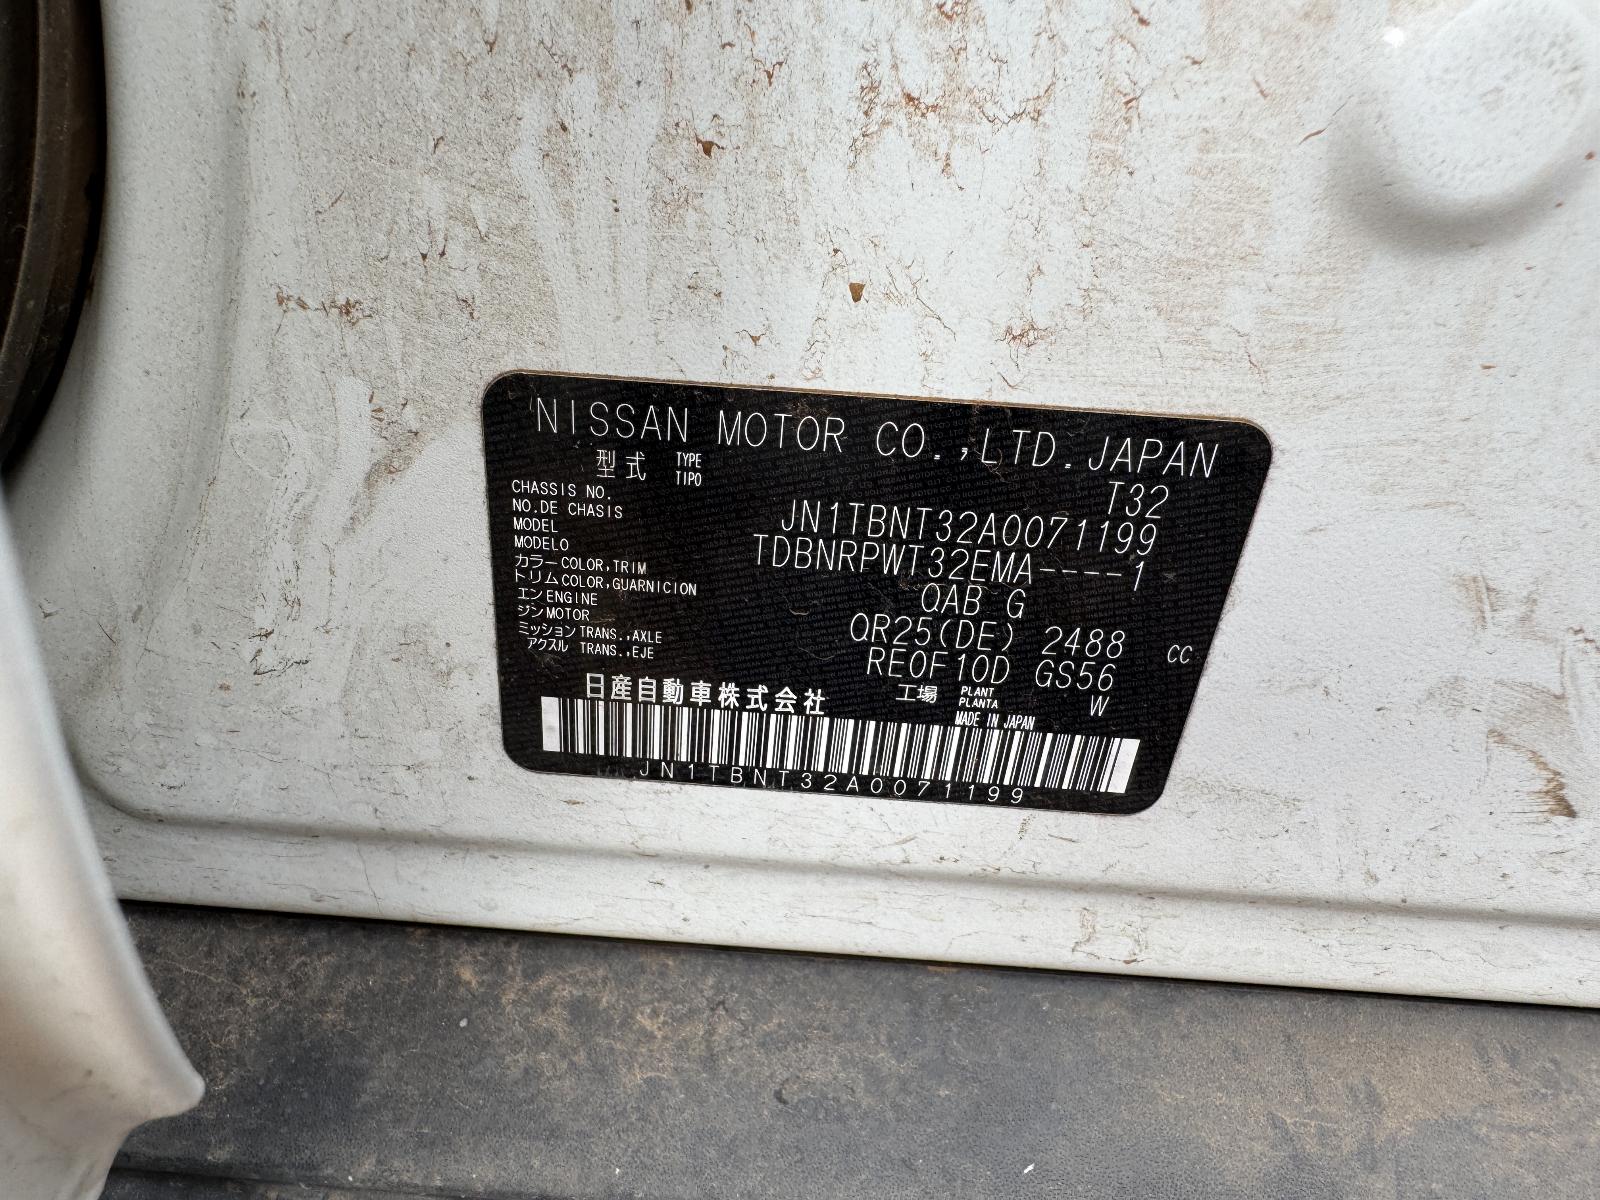 NISSAN MOTOR CO.,LTD.JAPAN
型式 TYPE TIPO T32
CHASSIS NO.
NO.DE CHASIS JN1TBNT32A0071199
MODEL
MODELO TDBNRPWT32EMA----1
カラー COLOR,TRIM
トリム COLOR,GUARNICION QAB G
エン ENGINE
ジン MOTOR QR25(DE) 2488 CC
ミッション TRANS.,AXLE
アクスル TRANS.,EJE RE0F10D GS56
日産自動車株式会社 工場 PLANT PLANTA W
MADE IN JAPAN
JN1TBNT32A0071199